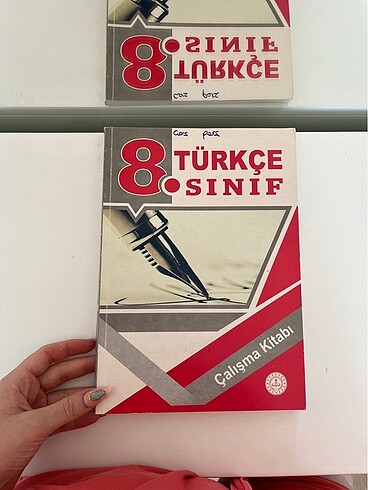 8. TÜRKÇE
SINIF
Çalışma Kitabı